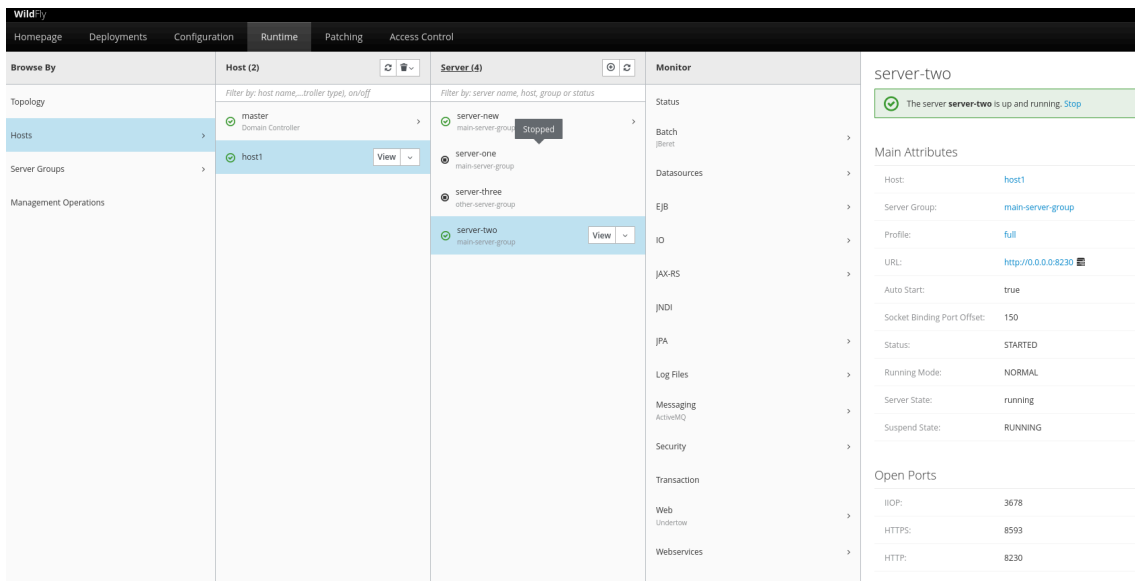 WildFly
Homepage Deployments Configuration Runtime Patching Access Control
Browse By
Topology
Hosts
Server Groups
Management Operations
Host (2)
Filter by: host name,...troller type), on/off
master
Domain Controller
host1
View
Server (4)
Filter by: server name, host, group or status
server-new
main-server-group
Stopped
server-one
main-server-group
server-three
other-server-group
server-two
main-server-group
View
Monitor
Status
Batch
JBeret
Datasources
EJB
IO
JAX-RS
JNDI
JPA
Log Files
Messaging
ActiveMQ
Security
Transaction
Web
Undertow
Webservices
server-two
The server server-two is up and running. Stop
Main Attributes
Host: host1
Server Group: main-server-group
Profile: full
URL: http://0.0.0.0:8230
Auto Start: true
Socket Binding Port Offset: 150
Status: STARTED
Running Mode: NORMAL
Server State: running
Suspend State: RUNNING
Open Ports
IIOP: 3678
HTTPS: 8593
HTTP: 8230